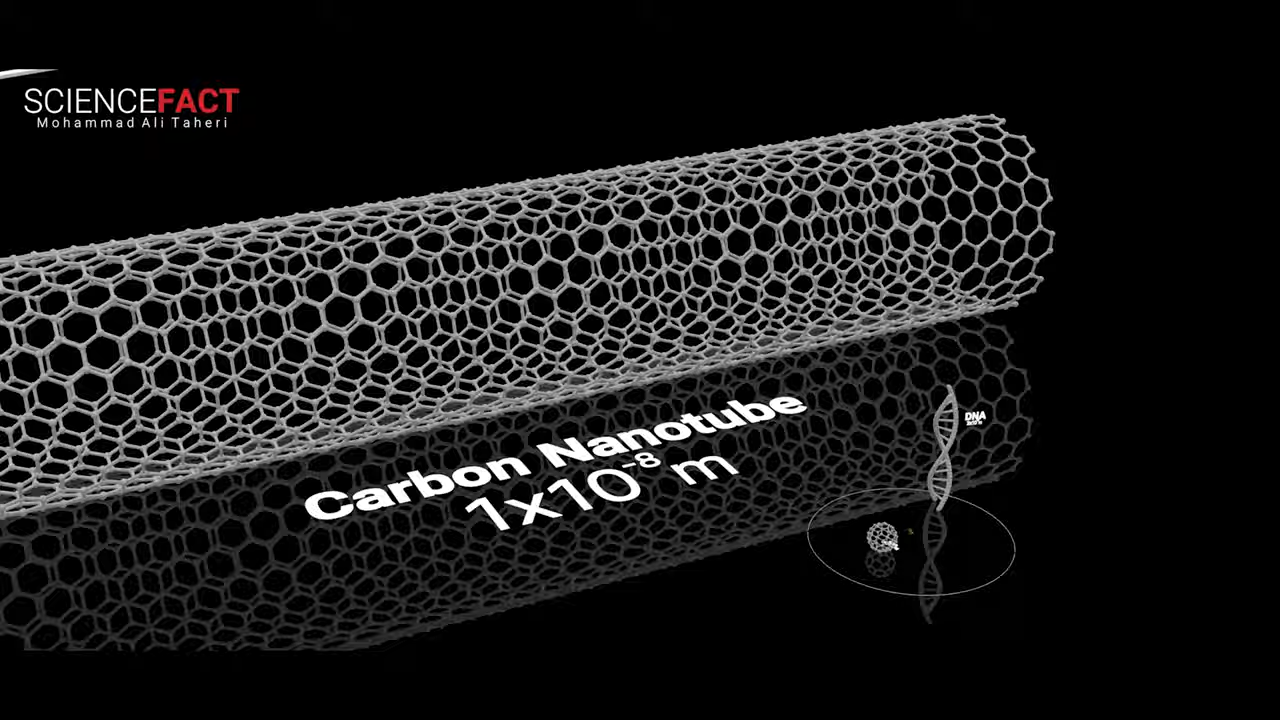 SCIENCEFACT
Mohammad Ali Taheri
Carbon Nanotube
1x10⁻⁸ m
DNA